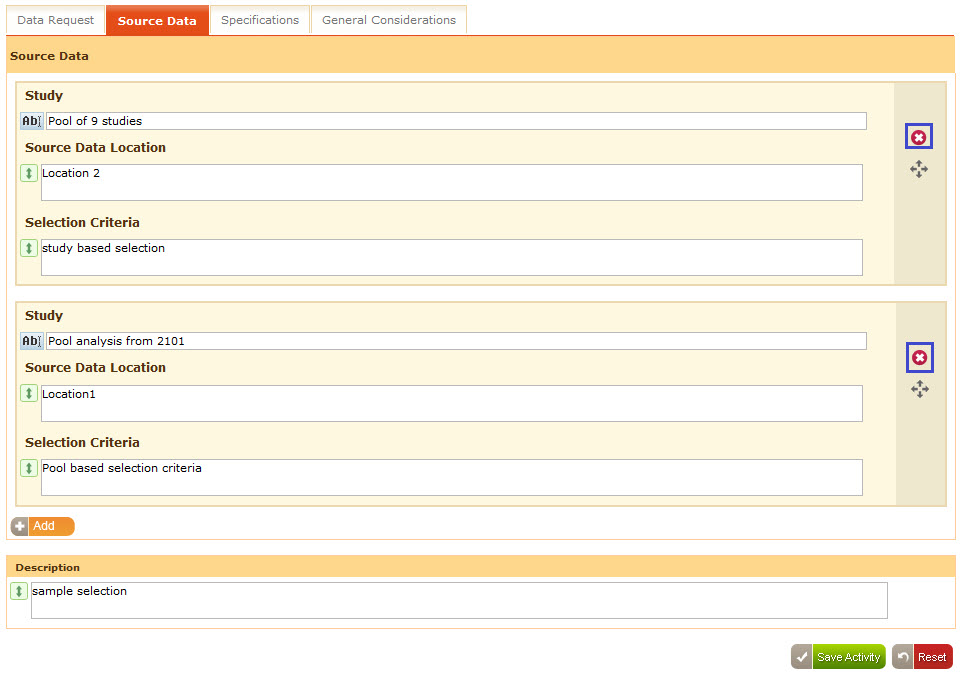 Data Request Source Data Specifications General Considerations
Source Data
Study
Ab Pool of 9 studies
Source Data Location
Location 2
Selection Criteria
study based selection
Study
Ab Pool analysis from 2101
Source Data Location
Location1
Selection Criteria
Pool based selection criteria
Add
Description
sample selection
Save Activity Reset